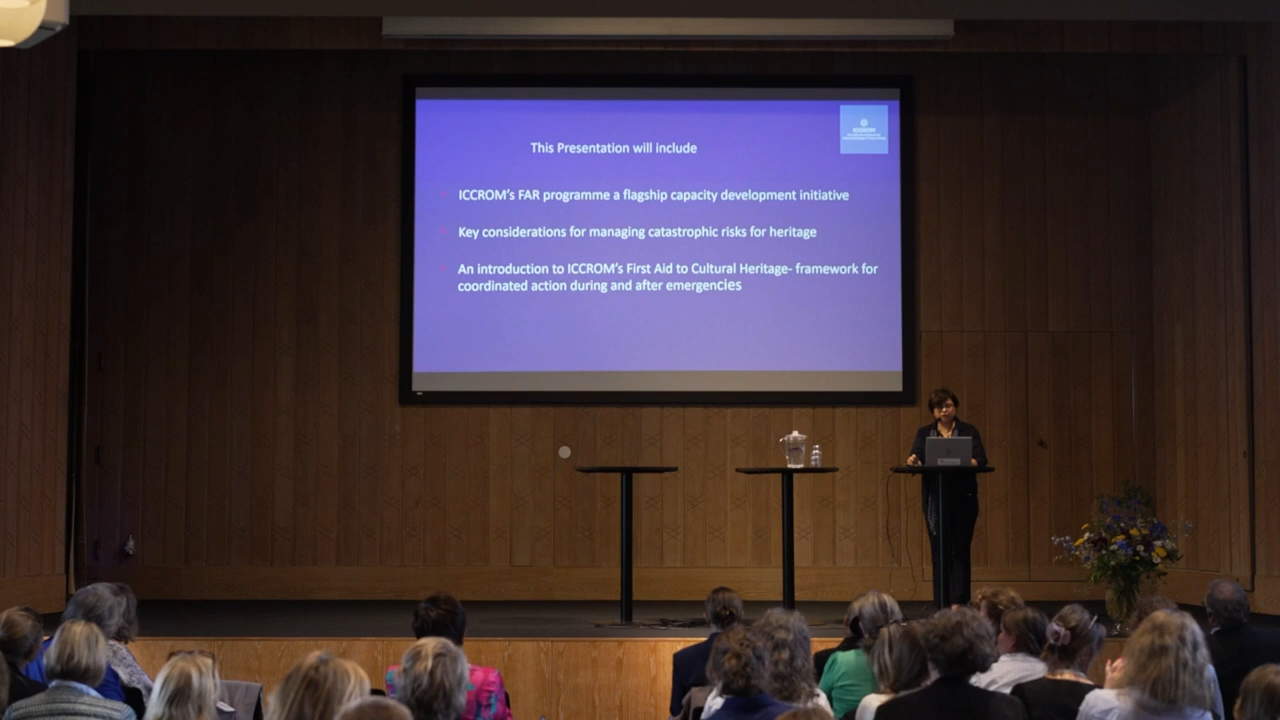 ICCROM
This Presentation will include
ICCROM's FAR programme a flagship capacity development initiative
Key considerations for managing catastrophic risks for heritage
An introduction to ICCROM's First Aid to Cultural Heritage- framework for
coordinated action during and after emergencies